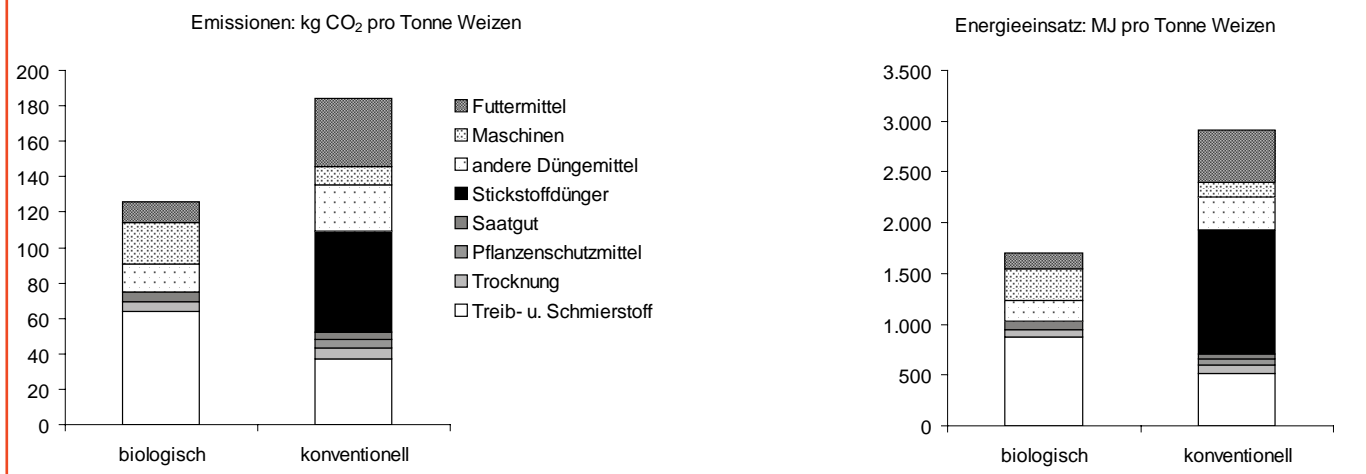 Emissionen: kg CO₂ pro Tonne Weizen
200
180
160
140
120
100
80
60
40
20
0
biologisch
konventionell
Futtermittel
Maschinen
andere Düngemittel
Stickstoffdünger
Saatgut
Pflanzenschutzmittel
Trocknung
Treib- u. Schmierstoff
Energieeinsatz: MJ pro Tonne Weizen
3.500
3.000
2.500
2.000
1.500
1.000
500
0
biologisch
konventionell